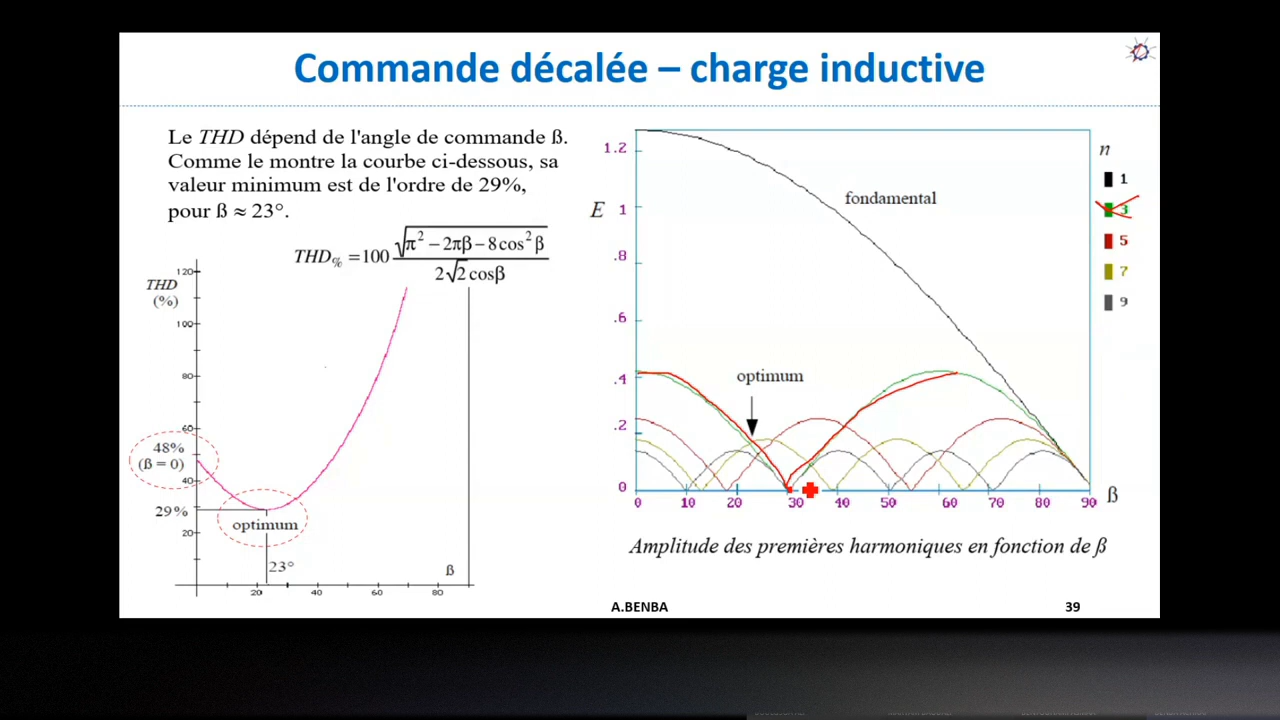 Commande décalée – charge inductive
Le THD dépend de l'angle de commande ß.
Comme le montre la courbe ci-dessous, sa
valeur minimum est de l'ordre de 29%,
pour ß ≈ 23°.
THD% = 100 √(π² − 2πβ − 8cos²β) / 2√2 cosβ
THD
(%)
120
100
80
60
48%
(ß = 0)
40
29%
20
optimum
23°
ß
20 40 60 80
E
1.2
1
.8
.6
.4
.2
0
fondamental
optimum
0 10 20 30 40 50 60 70 80 90 ß
n
1
3
5
7
9
Amplitude des premières harmoniques en fonction de ß
A.BENBA
39